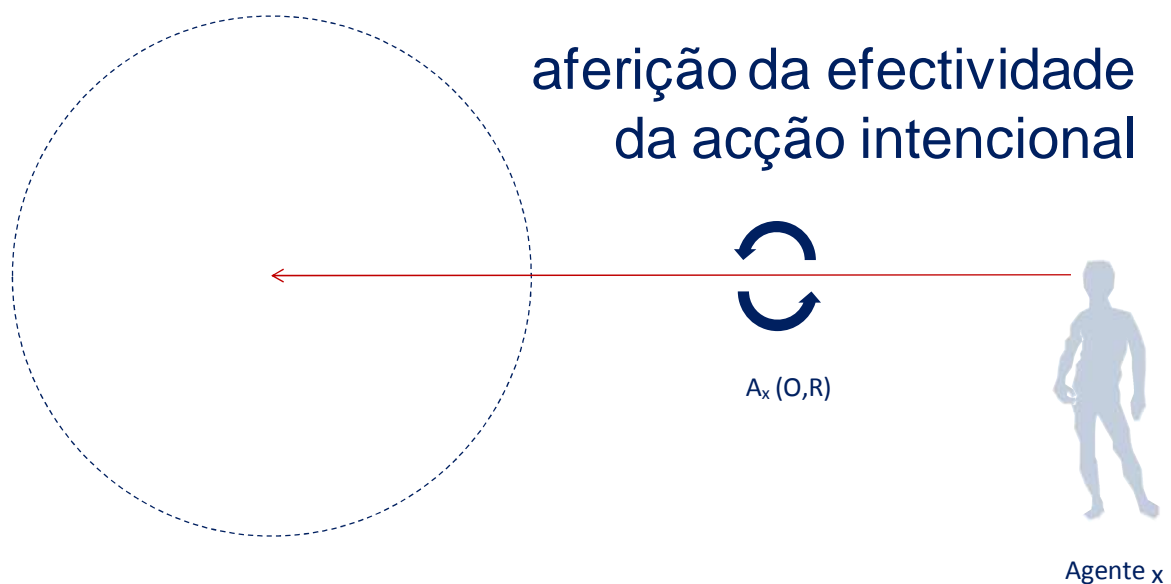 aferição da efectividade
da acção intencional
Aₓ (O,R)
Agente x